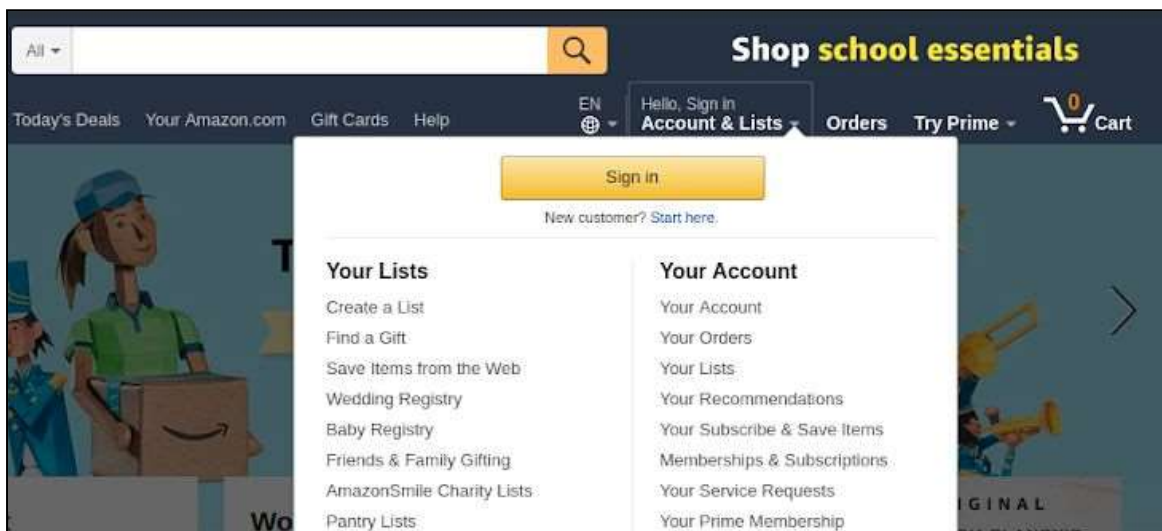 All
Shop school essentials
Today's Deals Your Amazon.com Gift Cards Help
EN
Hello, Sign in
Account & Lists
Orders
Try Prime
0
Cart
Sign in
New customer? Start here.
Your Lists
Create a List
Find a Gift
Save Items from the Web
Wedding Registry
Baby Registry
Friends & Family Gifting
AmazonSmile Charity Lists
Pantry Lists
Your Account
Your Account
Your Orders
Your Lists
Your Recommendations
Your Subscribe & Save Items
Memberships & Subscriptions
Your Service Requests
Your Prime Membership